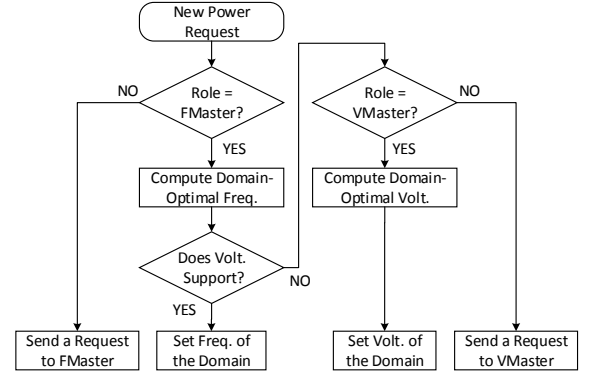 New Power
Request
NO
Role =
FMaster?
Role =
VMaster?
NO
YES
YES
Compute Domain-
Optimal Freq.
Compute Domain-
Optimal Volt.
Does Volt.
Support?
NO
YES
Send a Request
to FMaster
Set Freq. of
the Domain
Set Volt. of
the Domain
Send a Request
to VMaster